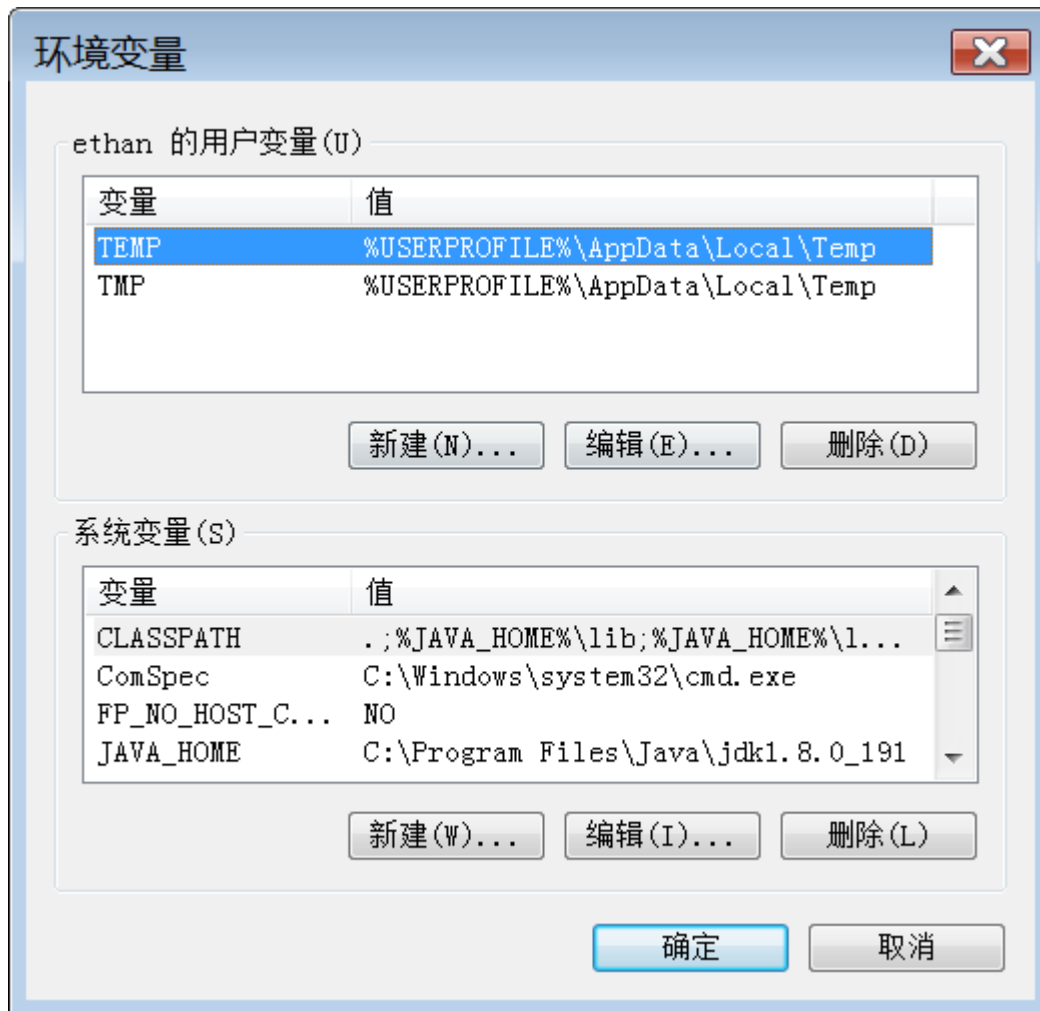 环境变量
ethan 的用户变量(U)
变量 值
TEMP %USERPROFILE%\AppData\Local\Temp
TMP %USERPROFILE%\AppData\Local\Temp
新建(N)... 编辑(E)... 删除(D)
系统变量(S)
变量 值
CLASSPATH .;%JAVA_HOME%\lib;%JAVA_HOME%\l...
ComSpec C:\Windows\system32\cmd.exe
FP_NO_HOST_C... NO
JAVA_HOME C:\Program Files\Java\jdk1.8.0_191
新建(W)... 编辑(I)... 删除(L)
确定 取消